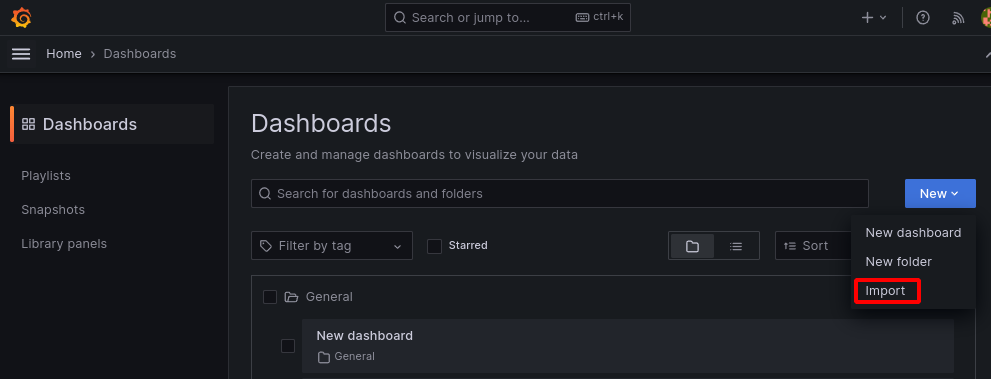 Search or jump to...
ctrl+k
Home › Dashboards
Dashboards
Playlists
Snapshots
Library panels
Dashboards
Create and manage dashboards to visualize your data
Search for dashboards and folders
New
New dashboard
New folder
Import
Filter by tag
Starred
Sort
General
New dashboard
General